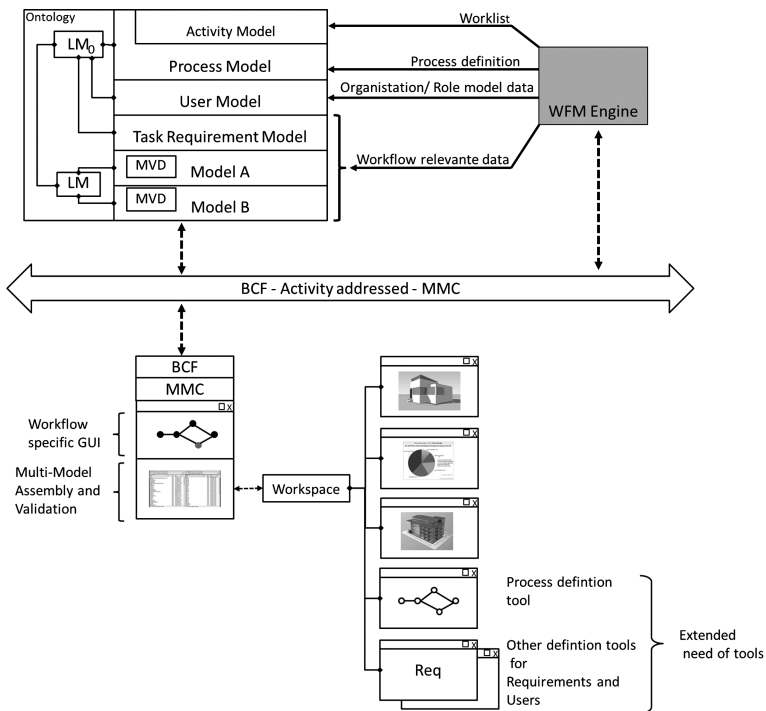 Ontology
LM0
Activity Model
Process Model
User Model
Task Requirement Model
MVD
Model A
LM
MVD
Model B
Worklist
Process definition
Organistation/ Role model data
WFM Engine
Workflow relevante data
BCF - Activity addressed - MMC
BCF
MMC
X
Workflow
specific GUI
Multi-Model
Assembly and
Validation
Workspace
X
X
X
X
Process defintion
tool
X
X
Req
Other defintion tools
for
Requirements and
Users
Extended
need of tools